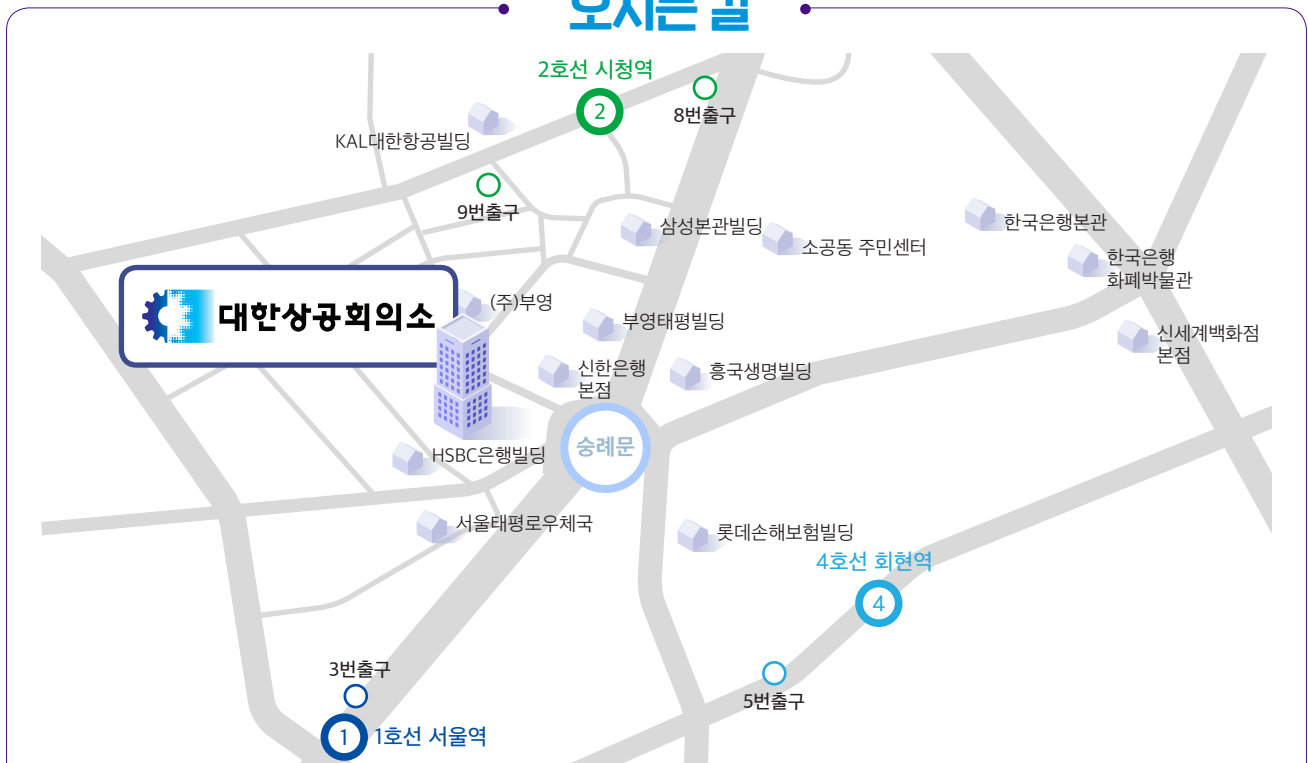 오시는 길
2호선 시청역
2
8번출구
KAL대한항공빌딩
9번출구
삼성본관빌딩
소공동 주민센터
한국은행본관
한국은행
화폐박물관
대한상공회의소
(주)부영
부영태평빌딩
신세계백화점
본점
신한은행
본점
흥국생명빌딩
숭례문
HSBC은행빌딩
서울태평로우체국
롯데손해보험빌딩
4호선 회현역
4
3번출구
5번출구
1
1호선 서울역